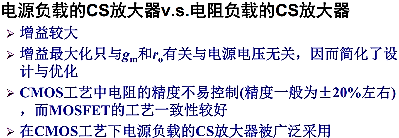 电源负载的CS放大器v.s.电阻负载的CS放大器
➢ 增益较大
➢ 增益最大化只与gm和ro有关与电源电压无关，因而简化了设
计与优化
➢ CMOS工艺中电阻的精度不易控制(精度一般为±20%左右)
，而MOSFET的工艺一致性较好
➢ 在CMOS工艺下电源负载的CS放大器被广泛采用